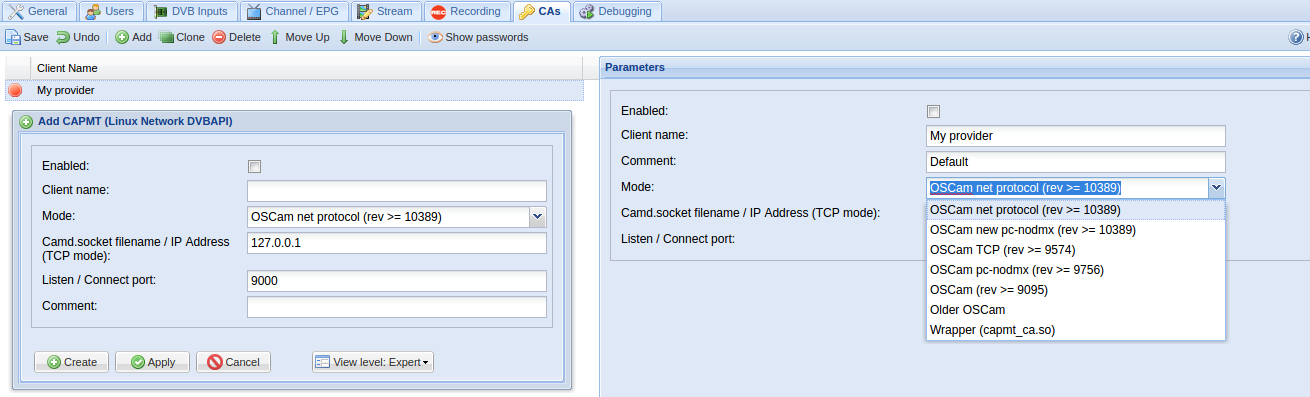 General Users DVB Inputs Channel / EPG Stream REC Recording CAs Debugging
Save Undo Add Clone Delete Move Up Move Down Show passwords
Client Name
My provider
Add CAPMT (Linux Network DVBAPI)
Enabled:
Client name:
Mode: OSCam net protocol (rev >= 10389)
Camd.socket filename / IP Address 127.0.0.1
(TCP mode):
Listen / Connect port: 9000
Comment:
Create Apply Cancel View level: Expert
Parameters
Enabled:
Client name: My provider
Comment: Default
Mode: OSCam net protocol (rev >= 10389)
Camd.socket filename / IP Address (TCP mode):
Listen / Connect port:
OSCam net protocol (rev >= 10389)
OSCam new pc-nodmx (rev >= 10389)
OSCam TCP (rev >= 9574)
OSCam pc-nodmx (rev >= 9756)
OSCam (rev >= 9095)
Older OSCam
Wrapper (capmt_ca.so)